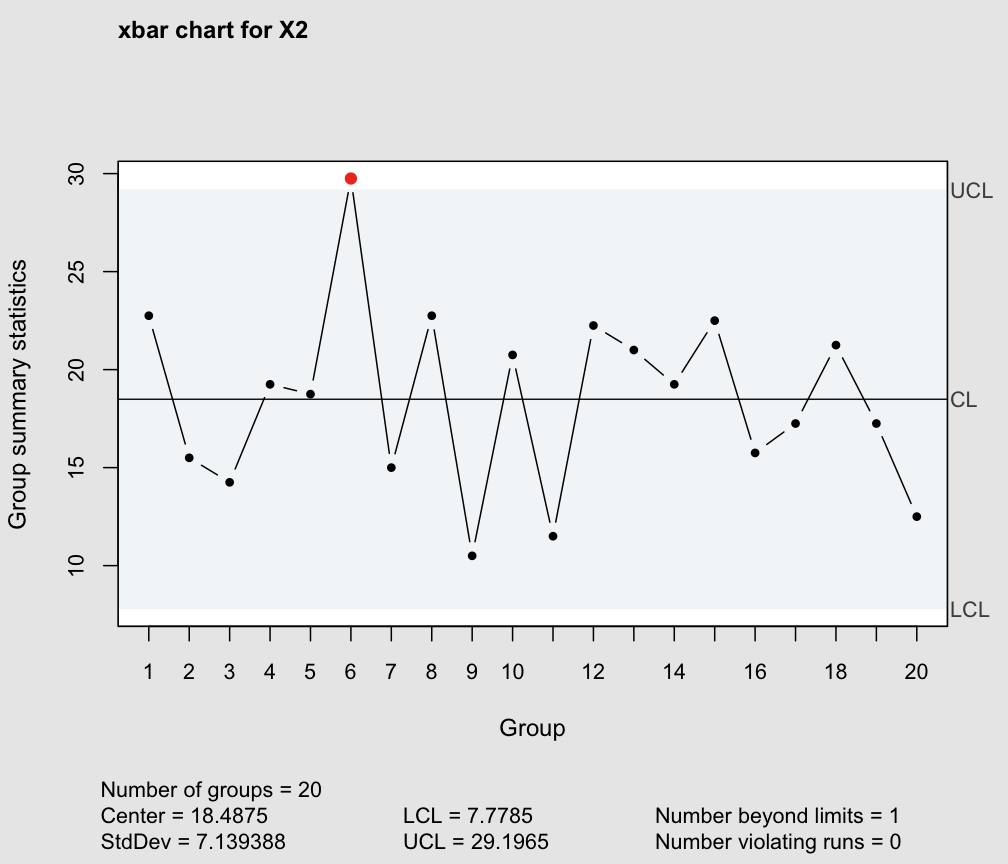 xbar chart for X2
Group summary statistics
30
25
20
15
10
UCL
CL
LCL
1 2 3 4 5 6 7 8 9 10 12 14 16 18 20
Group
Number of groups = 20
Center = 18.4875 LCL = 7.7785 Number beyond limits = 1
StdDev = 7.139388 UCL = 29.1965 Number violating runs = 0